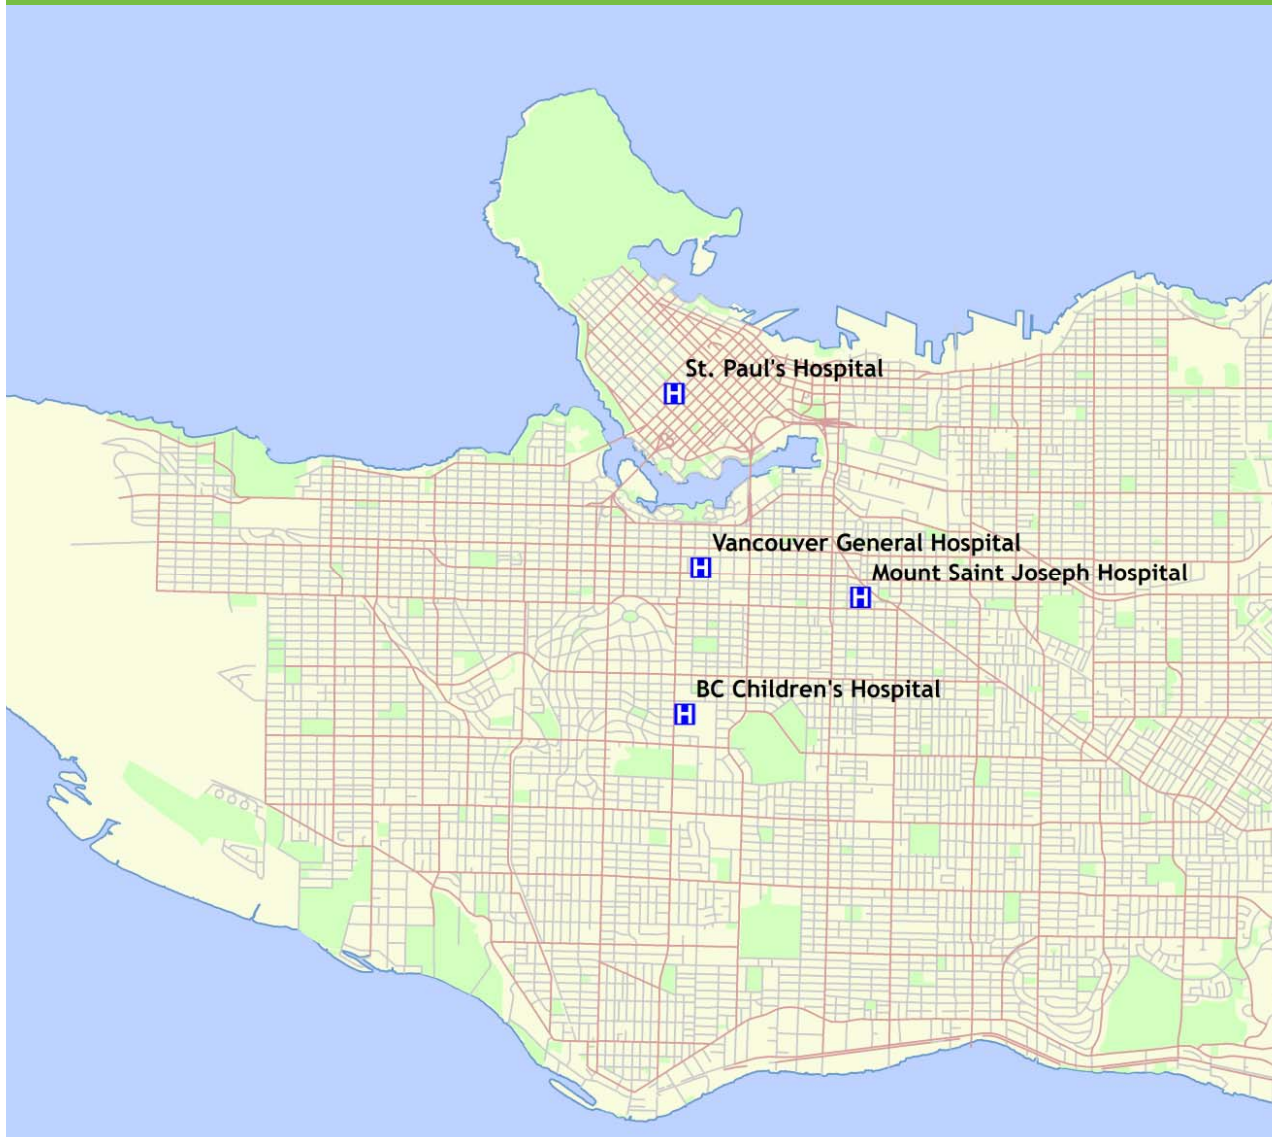 St. Paul's Hospital
H
Vancouver General Hospital
H
Mount Saint Joseph Hospital
H
BC Children's Hospital
H